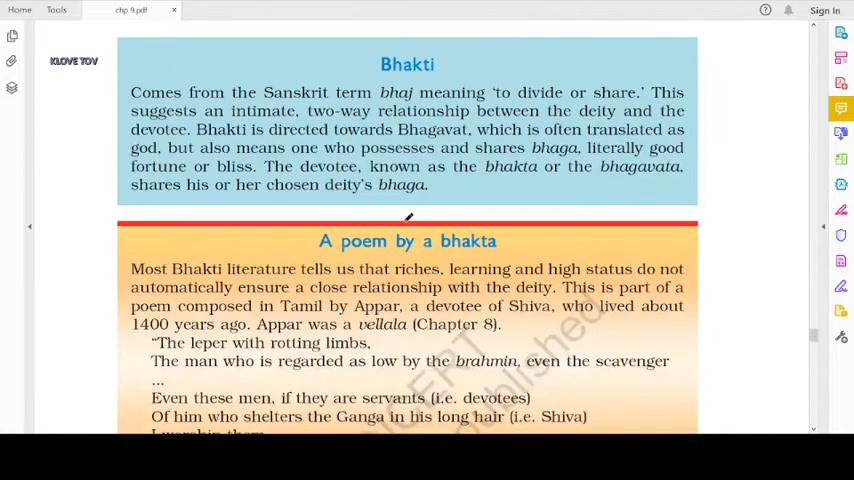 Home Tools chp 9.pdf × Sign In
KLOVE TOV
Bhakti
Comes from the Sanskrit term bhaj meaning ‘to divide or share.’ This
suggests an intimate, two-way relationship between the deity and the
devotee. Bhakti is directed towards Bhagavat, which is often translated as
god, but also means one who possesses and shares bhaga, literally good
fortune or bliss. The devotee, known as the bhakta or the bhagavata,
shares his or her chosen deity’s bhaga.
A poem by a bhakta
Most Bhakti literature tells us that riches, learning and high status do not
automatically ensure a close relationship with the deity. This is part of a
poem composed in Tamil by Appar, a devotee of Shiva, who lived about
1400 years ago. Appar was a vellala (Chapter 8).
“The leper with rotting limbs,
The man who is regarded as low by the brahmin, even the scavenger
...
Even these men, if they are servants (i.e. devotees)
Of him who shelters the Ganga in his long hair (i.e. Shiva)
I worship them
NCERT
published